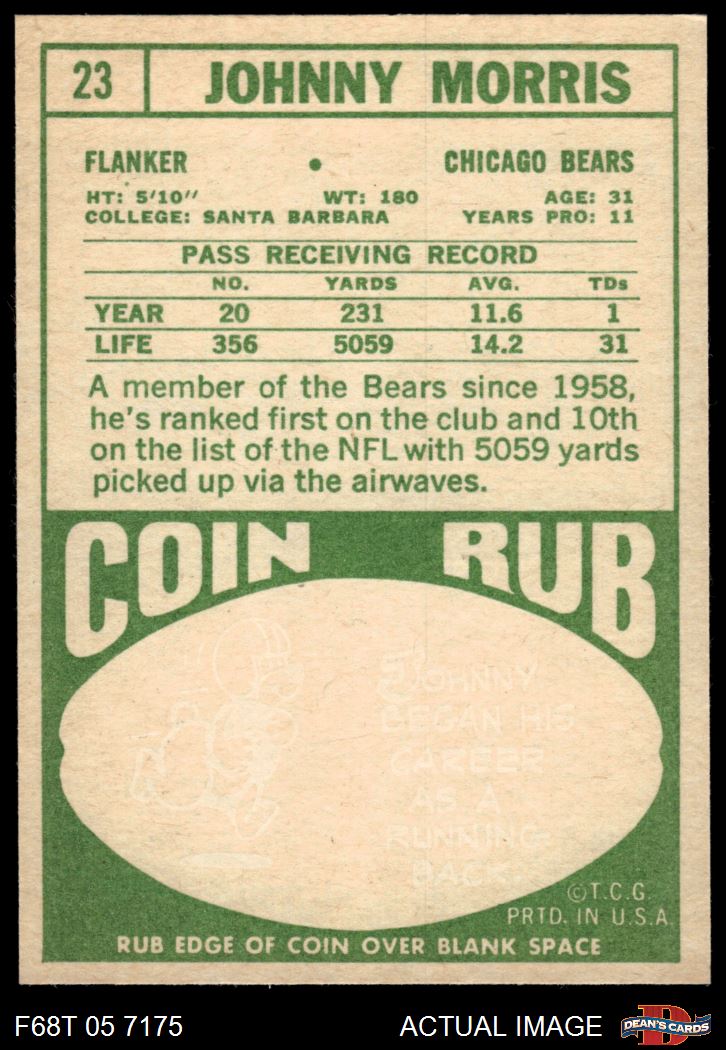 23 JOHNNY MORRIS
FLANKER • CHICAGO BEARS
HT: 5'10" WT: 180 AGE: 31
COLLEGE: SANTA BARBARA YEARS PRO: 11
PASS RECEIVING RECORD
NO. YARDS AVG. TDs
YEAR 20 231 11.6 1
LIFE 356 5059 14.2 31
A member of the Bears since 1958,
he's ranked first on the club and 10th
on the list of the NFL with 5059 yards
picked up via the airwaves.
COIN RUB
JOHNNY
BEGAN HIS
CAREER
AS A
RUNNING
BACK.
©T.C.G.
PRTD. IN U.S.A.
RUB EDGE OF COIN OVER BLANK SPACE
F68T 05 7175 ACTUAL IMAGE DEAN'S CARDS